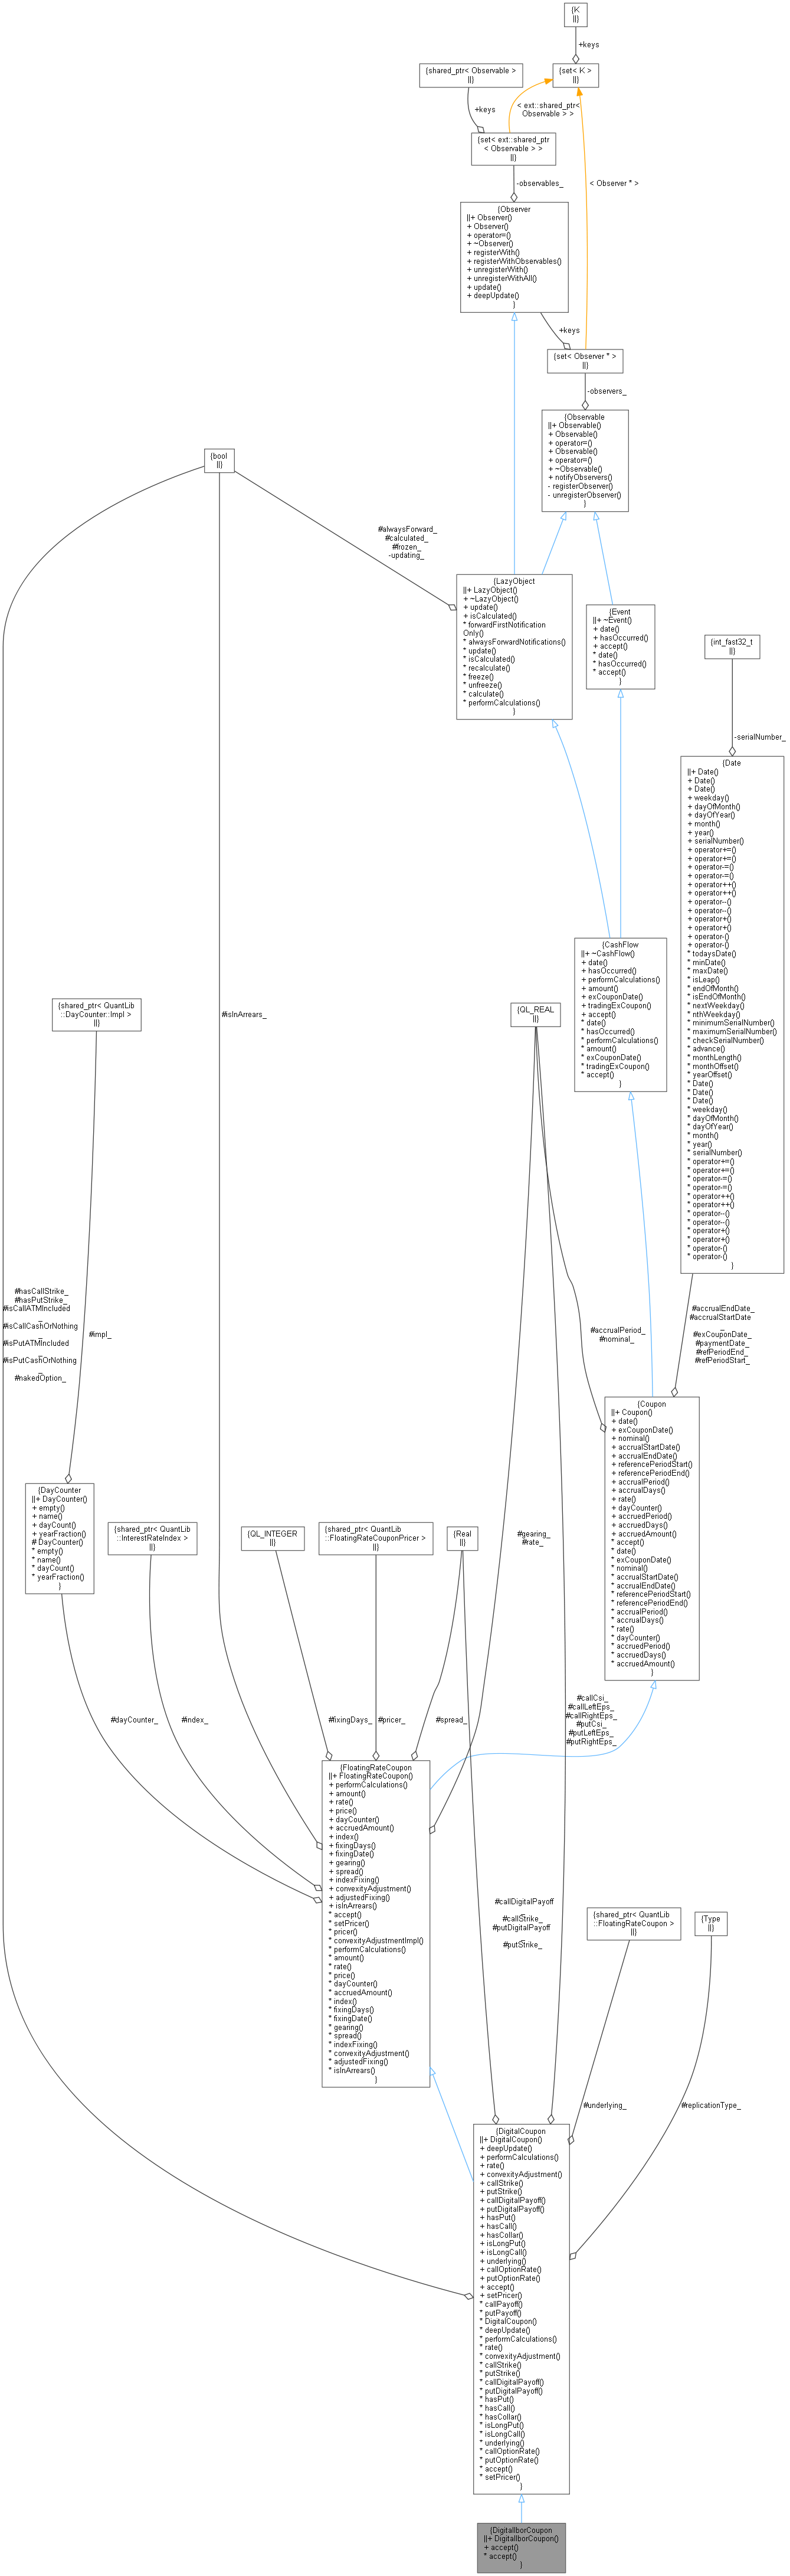 {K
||}
+keys
{shared_ptr< Observable >
||}
{set< K >
||}
+keys
< ext::shared_ptr<
Observable > >
{set< ext::shared_ptr
< Observable > >
||}
-observables_
< Observer * >
{Observer
||+ Observer()
+ Observer()
+ operator=()
+ ~Observer()
+ registerWith()
+ registerWithObservables()
+ unregisterWith()
+ unregisterWithAll()
+ update()
+ deepUpdate()
}
+keys
{set< Observer * >
||}
-observers_
{Observable
||+ Observable()
+ Observable()
+ operator=()
+ Observable()
+ operator=()
+ ~Observable()
+ notifyObservers()
- registerObserver()
- unregisterObserver()
}
{bool
||}
#alwaysForward_
#calculated_
#frozen_
-updating_
{LazyObject
||+ LazyObject()
+ ~LazyObject()
+ update()
+ isCalculated()
* forwardFirstNotification
Only()
* alwaysForwardNotifications()
* update()
* isCalculated()
* recalculate()
* freeze()
* unfreeze()
* calculate()
* performCalculations()
}
{Event
||+ ~Event()
+ date()
+ hasOccurred()
+ accept()
* date()
* hasOccurred()
* accept()
}
{int_fast32_t
||}
-serialNumber_
{Date
||+ Date()
+ Date()
+ Date()
+ weekday()
+ dayOfMonth()
+ dayOfYear()
+ month()
+ year()
+ serialNumber()
+ operator+=()
+ operator+=()
+ operator-=()
+ operator-=()
+ operator++()
+ operator++()
+ operator--()
+ operator--()
+ operator+()
+ operator+()
+ operator-()
+ operator-()
* todaysDate()
* minDate()
* maxDate()
* isLeap()
* endOfMonth()
* isEndOfMonth()
* nextWeekday()
* nthWeekday()
* minimumSerialNumber()
* maximumSerialNumber()
* checkSerialNumber()
* advance()
* monthLength()
* monthOffset()
* yearOffset()
* Date()
* Date()
* Date()
* weekday()
* dayOfMonth()
* dayOfYear()
* month()
* year()
* serialNumber()
* operator+=()
* operator+=()
* operator-=()
* operator-=()
* operator++()
* operator++()
* operator--()
* operator--()
* operator+()
* operator+()
* operator-()
* operator-()
}
{CashFlow
||+ ~CashFlow()
+ date()
+ hasOccurred()
+ performCalculations()
+ amount()
+ exCouponDate()
+ tradingExCoupon()
+ accept()
* date()
* hasOccurred()
* performCalculations()
* amount()
* exCouponDate()
* tradingExCoupon()
* accept()
}
{shared_ptr< QuantLib
::DayCounter::Impl >
||}
#isInArrears_
{QL_REAL
||}
#hasCallStrike_
#hasPutStrike_
#isCallATMIncluded
_
#isCallCashOrNothing
_
#isPutATMIncluded
_
#isPutCashOrNothing
_
#nakedOption_
#impl_
#accrualPeriod_
#nominal_
#accrualEndDate_
#accrualStartDate
_
#exCouponDate_
#paymentDate_
#refPeriodEnd_
#refPeriodStart_
{Coupon
||+ Coupon()
+ date()
+ exCouponDate()
+ nominal()
+ accrualStartDate()
+ accrualEndDate()
+ referencePeriodStart()
+ referencePeriodEnd()
+ accrualPeriod()
+ accrualDays()
+ rate()
+ dayCounter()
+ accruedPeriod()
+ accruedDays()
+ accruedAmount()
* accept()
* date()
* exCouponDate()
* nominal()
* accrualStartDate()
* accrualEndDate()
* referencePeriodStart()
* referencePeriodEnd()
* accrualPeriod()
* accrualDays()
* rate()
* dayCounter()
* accruedPeriod()
* accruedDays()
* accruedAmount()
}
{DayCounter
||+ DayCounter()
+ empty()
+ name()
+ dayCount()
+ yearFraction()
# DayCounter()
* empty()
* name()
* dayCount()
* yearFraction()
}
{shared_ptr< QuantLib
::InterestRateIndex >
||}
{QL_INTEGER
||}
{shared_ptr< QuantLib
::FloatingRateCouponPricer >
||}
{Real
||}
#gearing_
#rate_
#dayCounter_
#index_
#fixingDays_
#pricer_
#spread_
#callCsi_
#callLeftEps_
#callRightEps_
#putCsi_
#putLeftEps_
#putRightEps_
{FloatingRateCoupon
||+ FloatingRateCoupon()
+ performCalculations()
+ amount()
+ rate()
+ price()
+ dayCounter()
+ accruedAmount()
+ index()
+ fixingDays()
+ fixingDate()
+ gearing()
+ spread()
+ indexFixing()
+ convexityAdjustment()
+ adjustedFixing()
+ isInArrears()
* accept()
* setPricer()
* pricer()
* convexityAdjustmentImpl()
* performCalculations()
* amount()
* rate()
* price()
* dayCounter()
* accruedAmount()
* index()
* fixingDays()
* fixingDate()
* gearing()
* spread()
* indexFixing()
* convexityAdjustment()
* adjustedFixing()
* isInArrears()
}
#callDigitalPayoff
_
#callStrike_
#putDigitalPayoff
_
#putStrike_
{shared_ptr< QuantLib
::FloatingRateCoupon >
||}
{Type
||}
#underlying_
#replicationType_
{DigitalCoupon
||+ DigitalCoupon()
+ deepUpdate()
+ performCalculations()
+ rate()
+ convexityAdjustment()
+ callStrike()
+ putStrike()
+ callDigitalPayoff()
+ putDigitalPayoff()
+ hasPut()
+ hasCall()
+ hasCollar()
+ isLongPut()
+ isLongCall()
+ underlying()
+ callOptionRate()
+ putOptionRate()
+ accept()
+ setPricer()
* callPayoff()
* putPayoff()
* DigitalCoupon()
* deepUpdate()
* performCalculations()
* rate()
* convexityAdjustment()
* callStrike()
* putStrike()
* callDigitalPayoff()
* putDigitalPayoff()
* hasPut()
* hasCall()
* hasCollar()
* isLongPut()
* isLongCall()
* underlying()
* callOptionRate()
* putOptionRate()
* accept()
* setPricer()
}
{DigitalIborCoupon
||+ DigitalIborCoupon()
+ accept()
* accept()
}